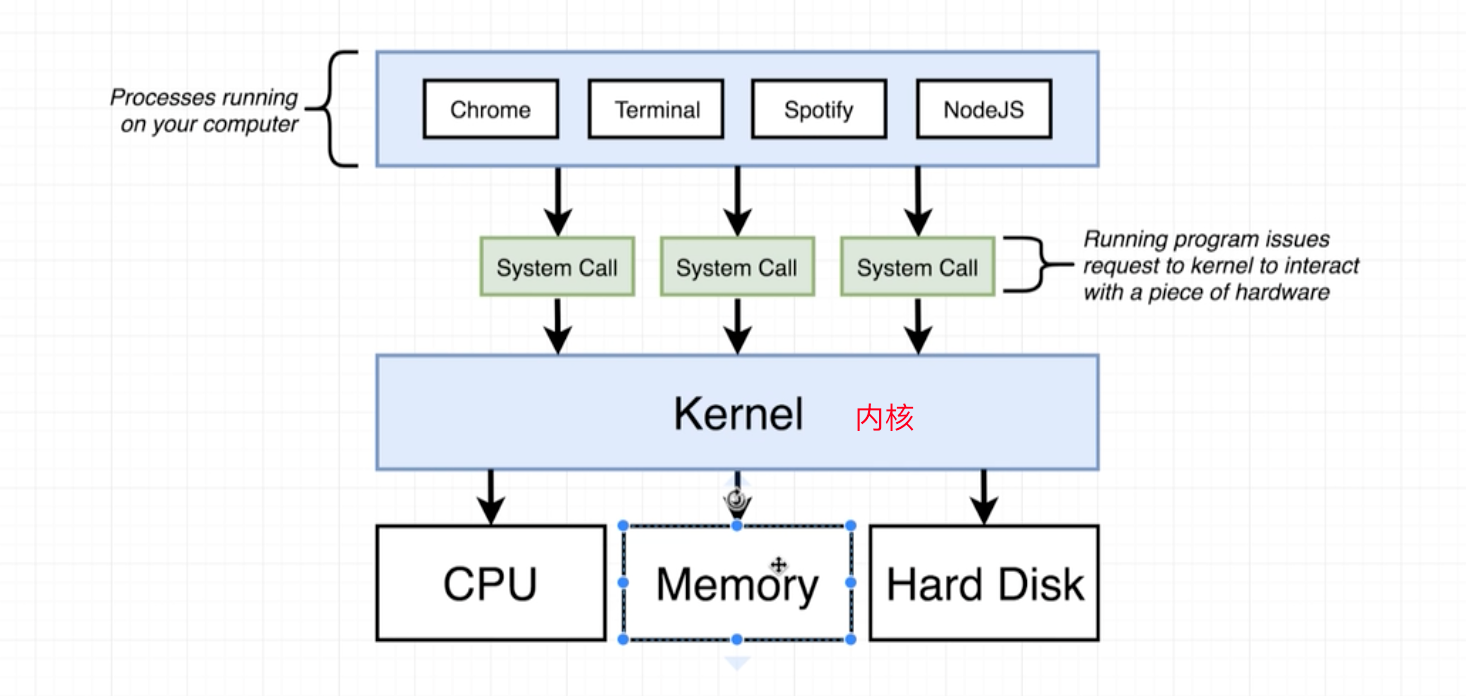 Processes running
on your computer
Chrome
Terminal
Spotify
NodeJS
System Call
System Call
System Call
Running program issues
request to kernel to interact
with a piece of hardware
Kernel 内核
CPU
Memory
Hard Disk